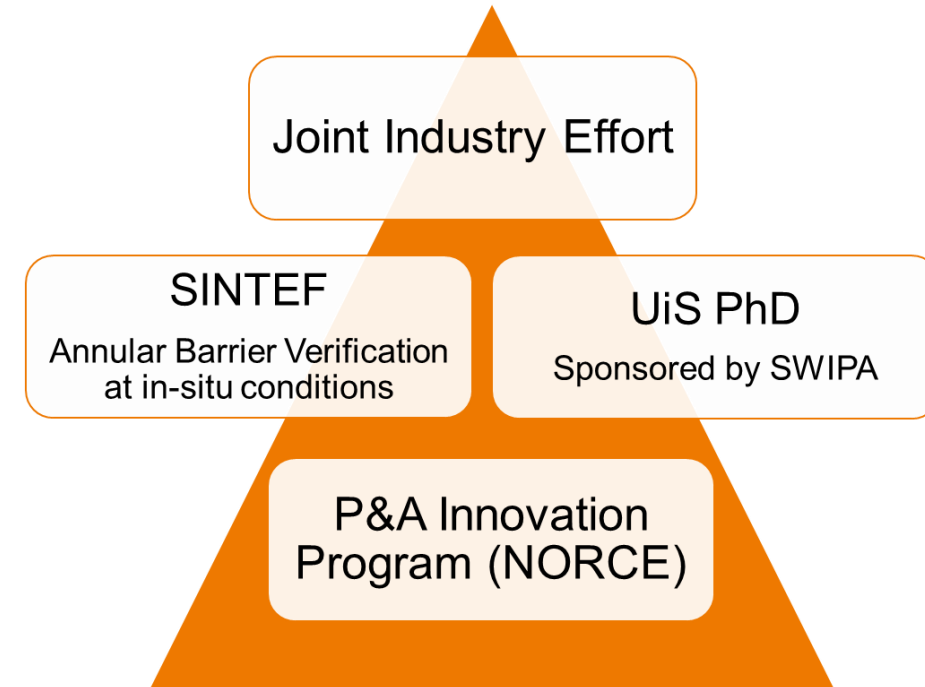 Joint Industry Effort
SINTEF
Annular Barrier Verification
at in-situ conditions
UiS PhD
Sponsored by SWIPA
P&A Innovation
Program (NORCE)